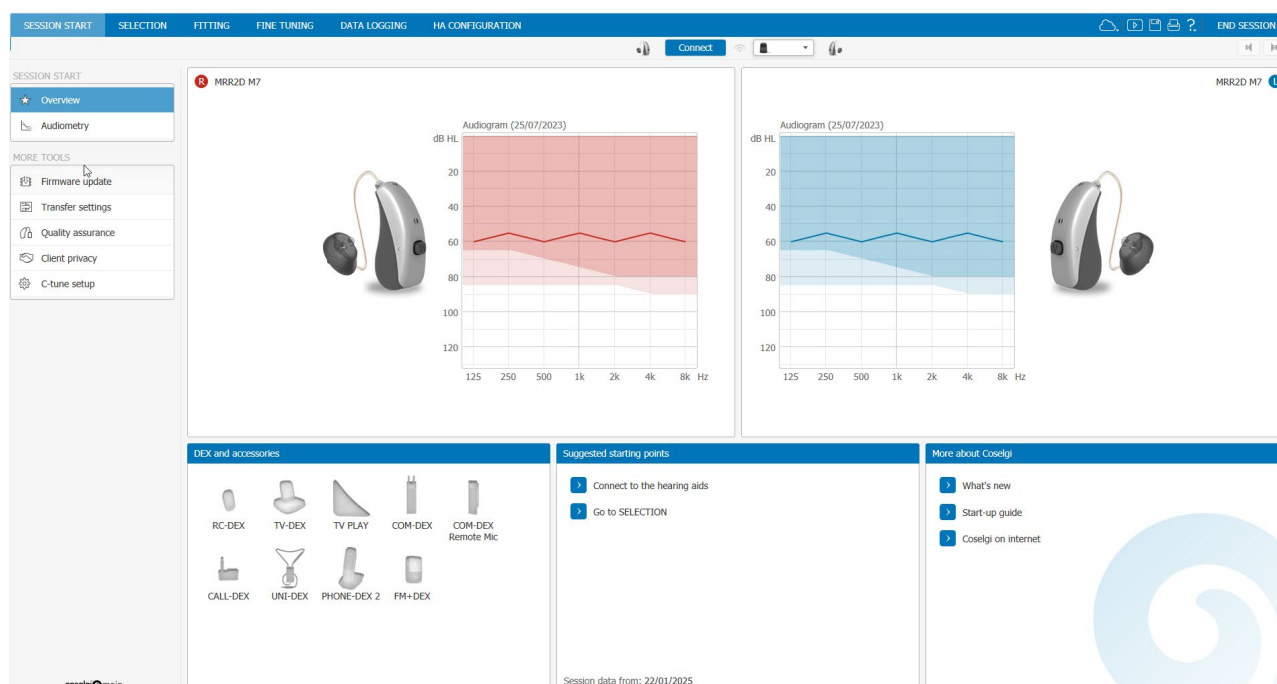 SESSION START SELECTION FITTING FINE TUNING DATA LOGGING HA CONFIGURATION ? END SESSION
Connect
SESSION START
Overview
Audiometry
MORE TOOLS
Firmware update
Transfer settings
Quality assurance
Client privacy
C-tune setup
R MRR2D M7
Audiogram (25/07/2023)
dB HL
20
40
60
80
100
120
125 250 500 1k 2k 4k 8k Hz
MRR2D M7
Audiogram (25/07/2023)
dB HL
20
40
60
80
100
120
125 250 500 1k 2k 4k 8k Hz
DEX and accessories
RC-DEX TV-DEX TV PLAY COM-DEX COM-DEX
Remote Mic
CALL-DEX UNI-DEX PHONE-DEX 2 FM+DEX
Suggested starting points
Connect to the hearing aids
Go to SELECTION
Session data from: 22/01/2025
More about Coselgi
What's new
Start-up guide
Coselgi on internet